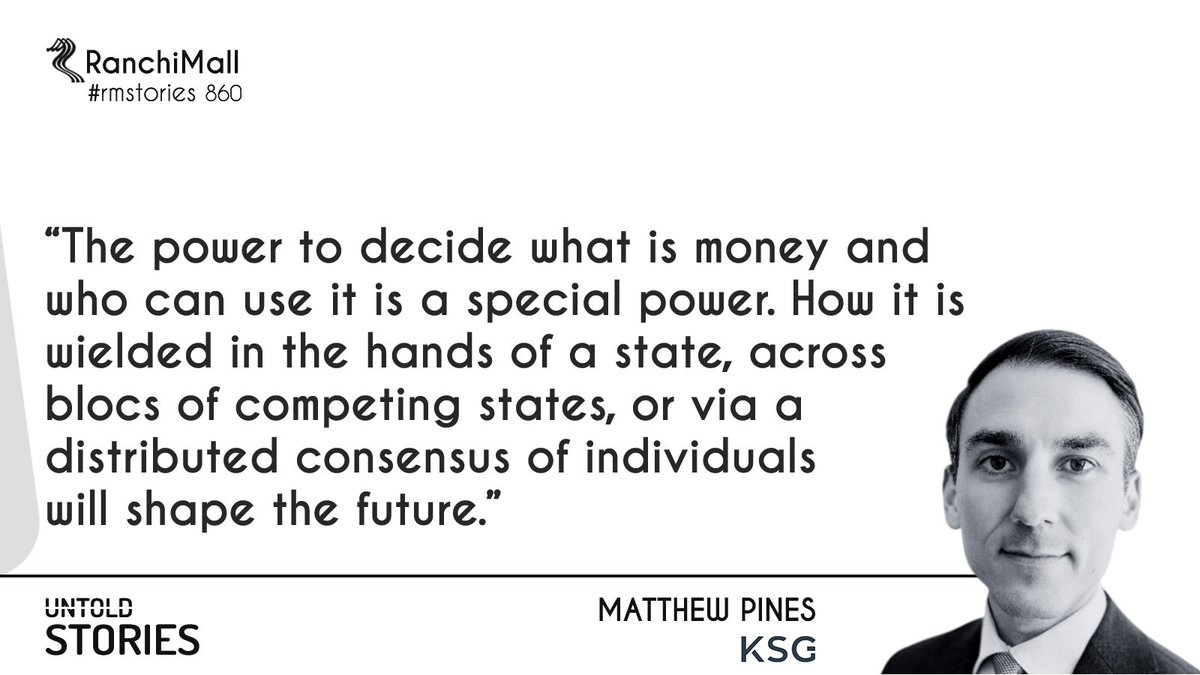 RanchiMall
#rmstories 860
“The power to decide what is money and
who can use it is a special power. How it is
wielded in the hands of a state, across
blocs of competing states, or via a
distributed consensus of individuals
will shape the future.”
UNTOLD
STORIES
MATTHEW PINES
KSG